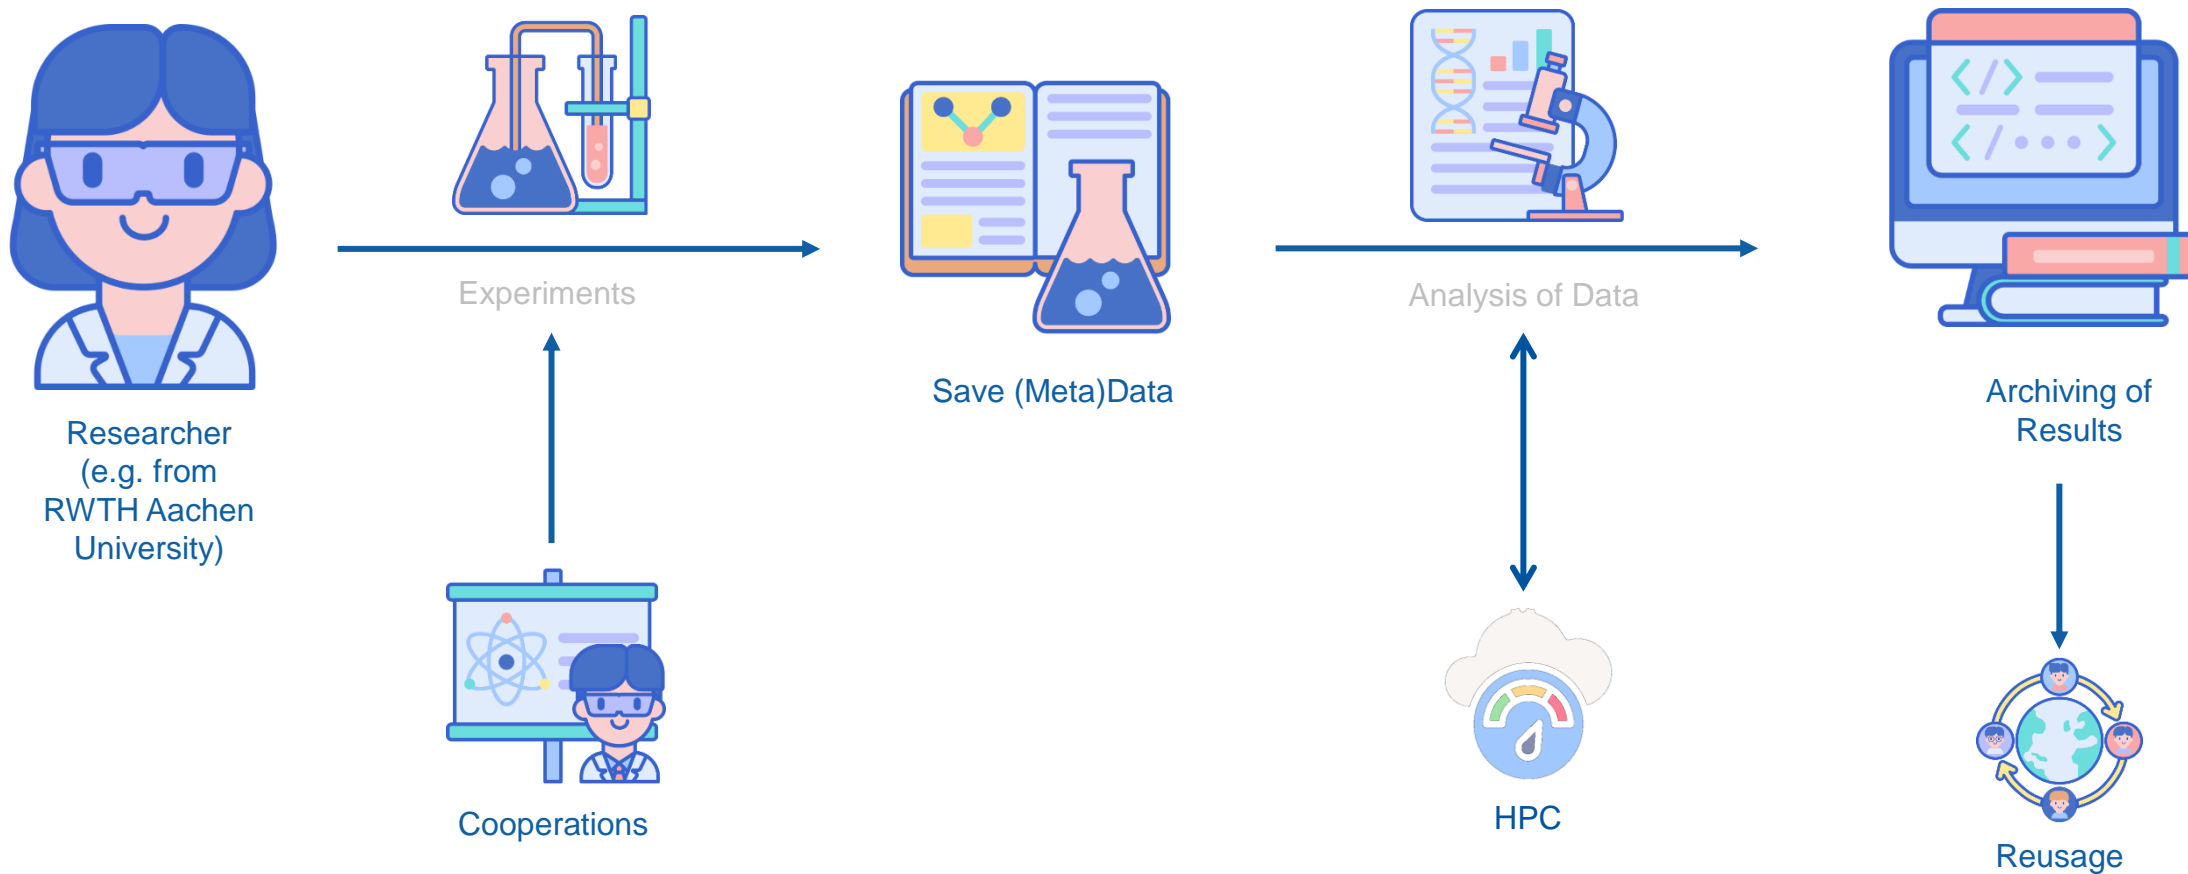 Experiments
Analysis of Data
Save (Meta)Data
Archiving of
Results
Researcher
(e.g. from
RWTH Aachen
University)
Cooperations
HPC
Reusage